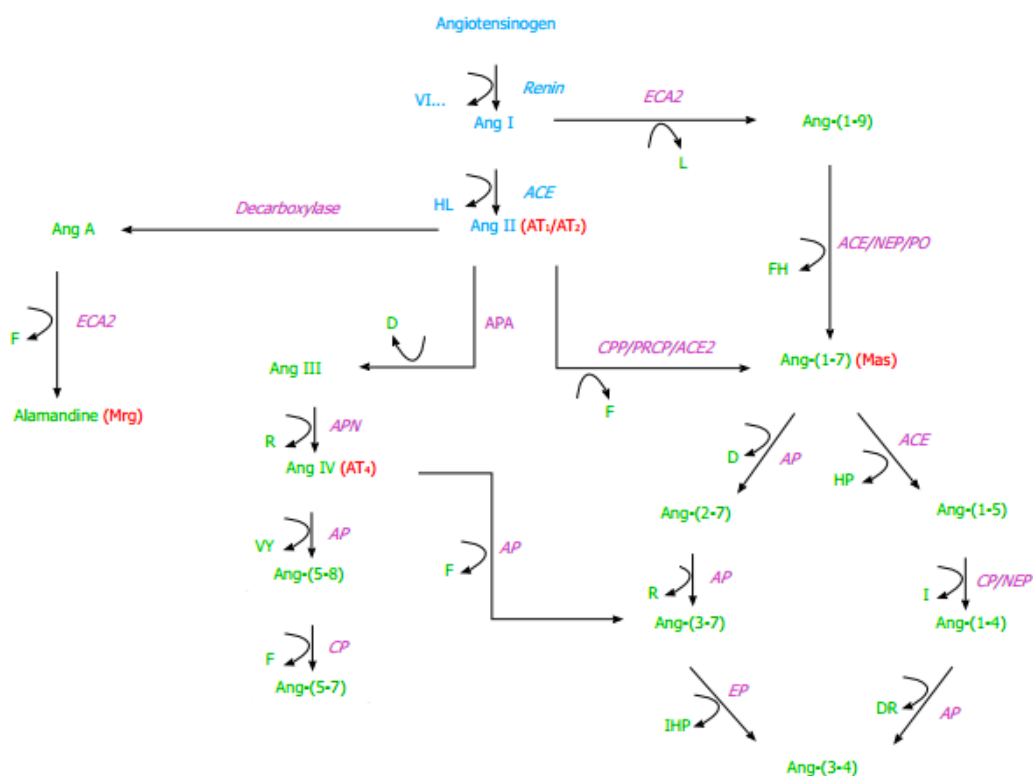 Angiotensinogen
VI... Renin ECA2
Ang I Ang-(1-9)
L
HL ACE
Decarboxylase
Ang A Ang II (AT₁/AT₂)
ACE/NEP/PO
FH
F ECA2
D APA
CPP/PRCP/ACE2
Ang III Ang-(1-7) (Mas)
Alamandine (Mrg) F
R APN
D AP HP ACE
Ang IV (AT₄)
Ang-(2-7) Ang-(1-5)
VY AP
F AP
Ang-(5-8)
R AP I CP/NEP
Ang-(3-7) Ang-(1-4)
F CP
Ang-(5-7)
IHP EP DR AP
Ang-(3-4)